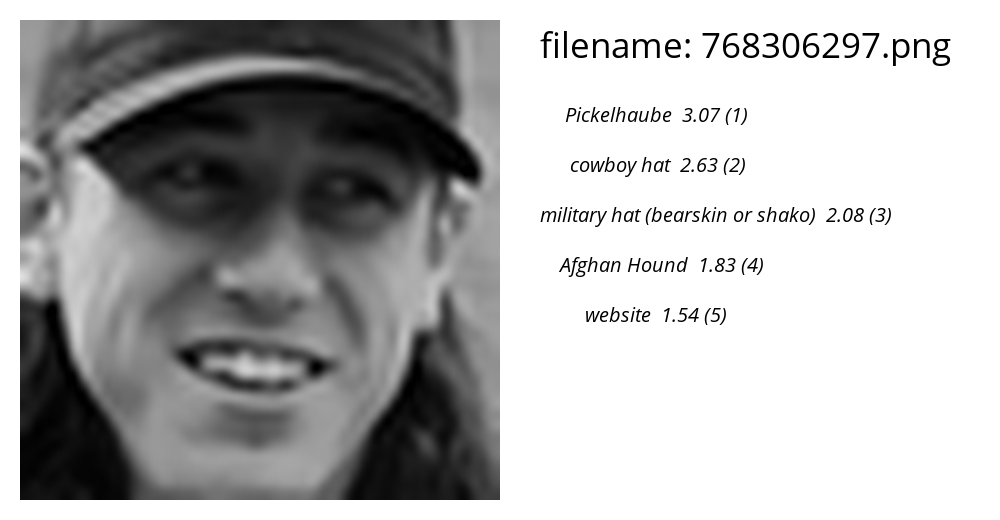 filename: 768306297.png
Pickelhaube 3.07 (1)
cowboy hat 2.63 (2)
military hat (bearskin or shako) 2.08 (3)
Afghan Hound 1.83 (4)
website 1.54 (5)